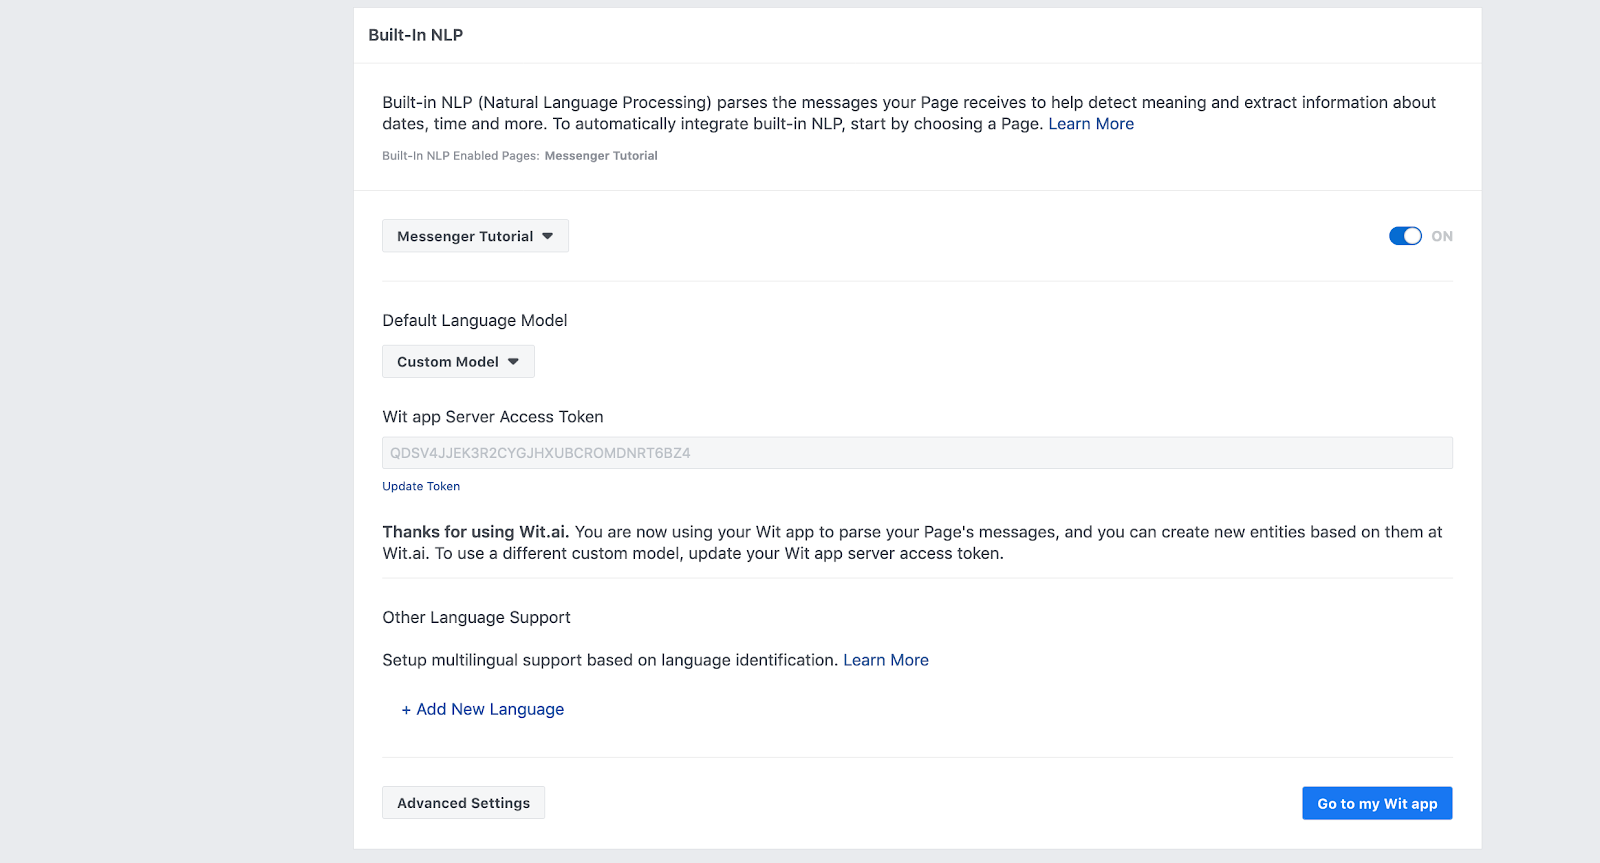 Built-In NLP
Built-in NLP (Natural Language Processing) parses the messages your Page receives to help detect meaning and extract information about
dates, time and more. To automatically integrate built-in NLP, start by choosing a Page. Learn More
Built-In NLP Enabled Pages: Messenger Tutorial
Messenger Tutorial
ON
Default Language Model
Custom Model
Wit app Server Access Token
QDSV4JJEK3R2CYGJHXUBCROMDNRT6BZ4
Update Token
Thanks for using Wit.ai. You are now using your Wit app to parse your Page's messages, and you can create new entities based on them at
Wit.ai. To use a different custom model, update your Wit app server access token.
Other Language Support
Setup multilingual support based on language identification. Learn More
+ Add New Language
Advanced Settings
Go to my Wit app